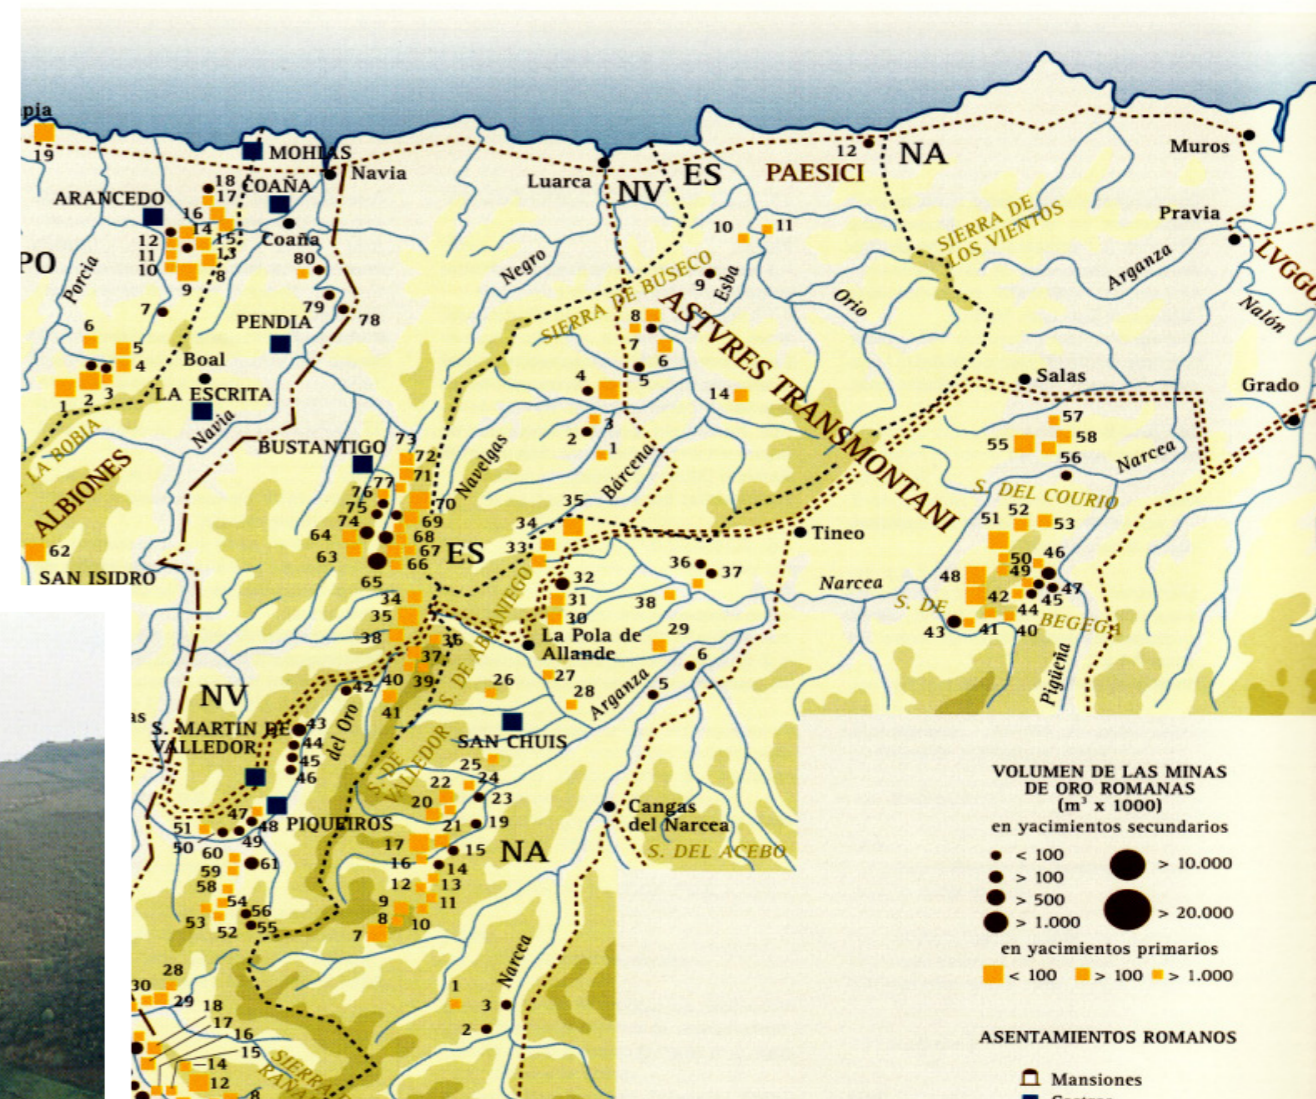 pia
19
MOHIAS
Navia
Luarca
NV
ES
PAESICI
12
NA
Muros
ARANCEDO
18
17
COAÑA
16
14
15
13
12
11
10
9
8
Coaña
80
79
78
PO
Porcia
7
PENDIA
6
5
4
3
2
1
Boal
LA ESCRITA
Navia
LA ROBIA
ALBIONES
62
SAN ISIDRO
Negro
SIERRA DE BUSECO
10
11
9
Esba
Orio
SIERRA DE
LOS VIENTOS
Pravia
Arganza
LVGGO
Nalón
ASTVRES TRANSMONTANI
8
7
6
5
4
3
2
1
14
Salas
Grado
57
55
58
56
Narcea
BUSTANTIGO
73
72
71
77
76
75
74
70
69
64
63
68
67
66
65
Navelgas
Bárcena
ES
35
34
33
S. DEL COURIO
52
51
53
50
46
49
48
47
42
45
44
43
41
40
S. DE
BEGEGA
Pigüeña
Tineo
Narcea
32
31
30
36
37
38
29
34
35
38
36
37
39
40
41
42
La Pola de
Allande
27
28
26
Arganza
6
5
NV
as
S. MARTIN DE
VALLEDOR
43
44
45
46
del Oro
S. DE
VALLEDOR
SAN CHUIS
25
24
22
23
20
21
19
Cangas
del Narcea
S. DEL ACEBO
47
48
PIQUEIROS
51
50
49
60
61
59
58
54
56
53
52
55
17
16
15
14
12
13
11
9
8
10
7
NA
Narcea
1
3
2
28
30
29
18
17
16
15
14
12
8
SIERRA
VOLUMEN DE LAS MINAS
DE ORO ROMANAS
(m³ x 1000)
en yacimientos secundarios
< 100
> 100
> 500
> 1.000
> 10.000
> 20.000
en yacimientos primarios
< 100 > 100 > 1.000
ASENTAMIENTOS ROMANOS
Mansiones